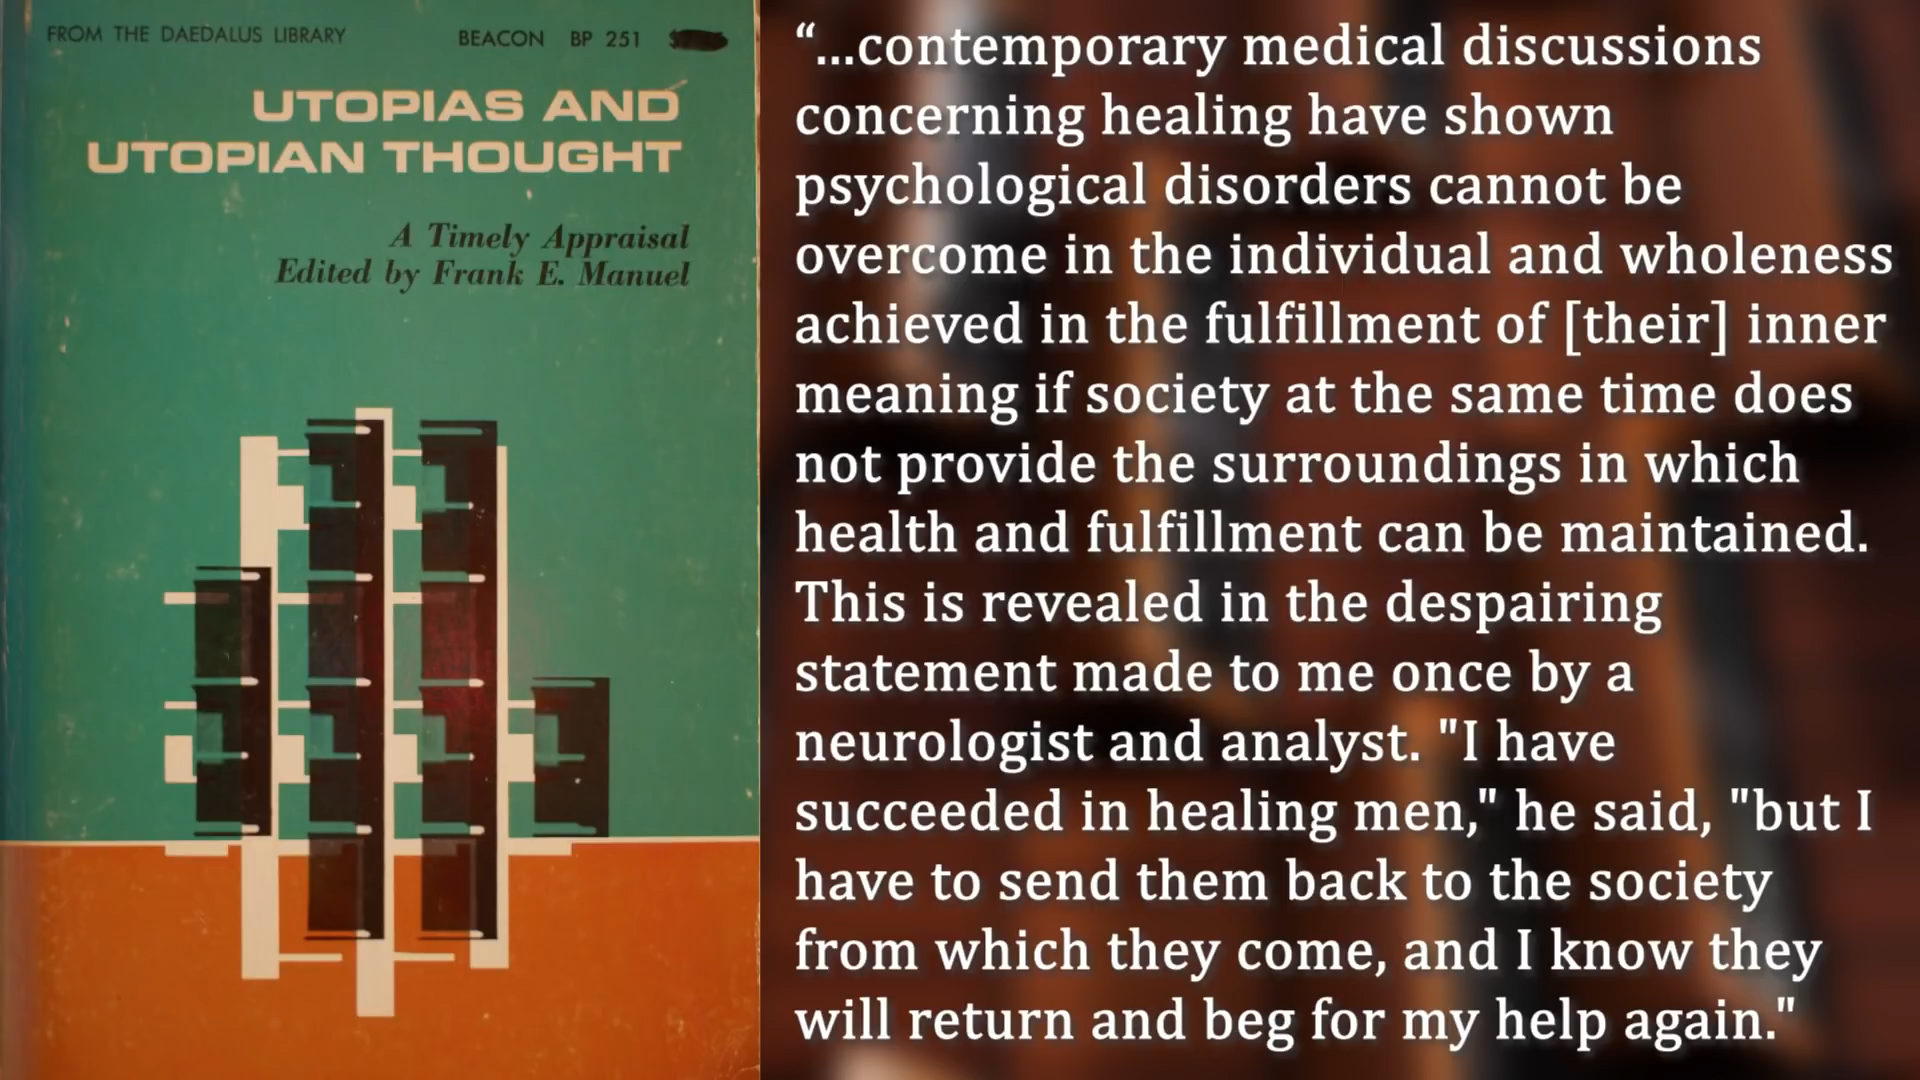 FROM THE DAEDALUS LIBRARY
BEACON BP 251
UTOPIAS AND
UTOPIAN THOUGHT
A Timely Appraisal
Edited by Frank E. Manuel
“...contemporary medical discussions
concerning healing have shown
psychological disorders cannot be
overcome in the individual and wholeness
achieved in the fulfillment of [their] inner
meaning if society at the same time does
not provide the surroundings in which
health and fulfillment can be maintained.
This is revealed in the despairing
statement made to me once by a
neurologist and analyst. "I have
succeeded in healing men," he said, "but I
have to send them back to the society
from which they come, and I know they
will return and beg for my help again."